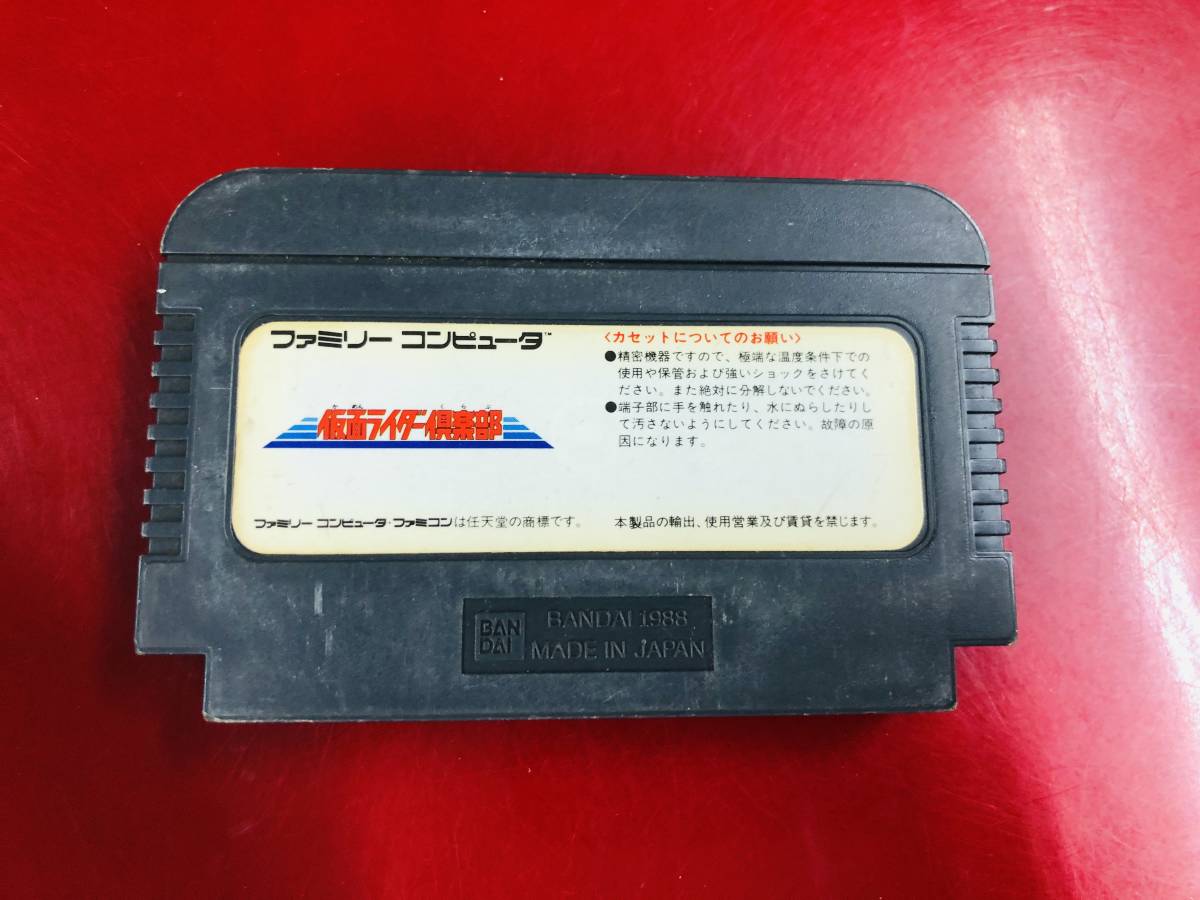 ファミリー コンピュータ™
かめん くらぶ
仮面ライダー倶楽部
ファミリー コンピュータ・ファミコンは任天堂の商標です。
〈カセットについてのお願い〉
●精密機器ですので、極端な温度条件下での
使用や保管および強いショックをさけてく
ださい。また絶対に分解しないでください。
●端子部に手を触れたり、水にぬらしたりし
て汚さないようにしてください。故障の原
因になります。
本製品の輸出、使用営業及び賃貸を禁じます。
BAN
DAI
BANDAI 1988
MADE IN JAPAN